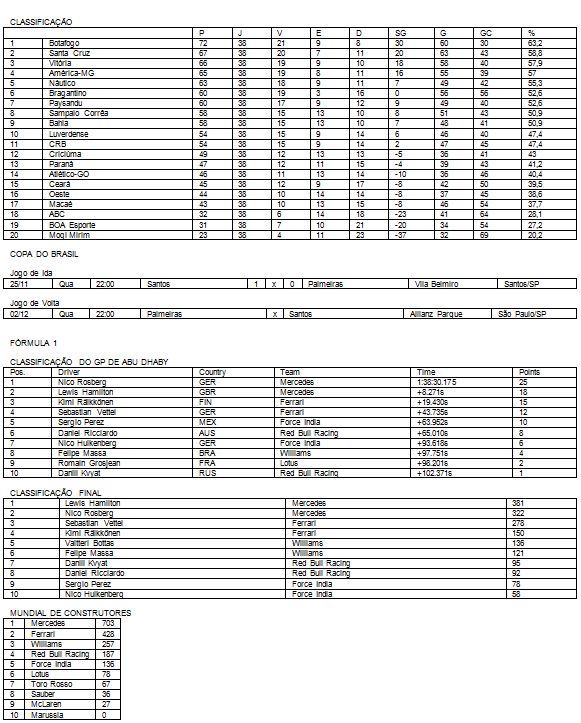 CLASSIFICAÇÃO
P J V E D SG G GC %
1 Botafogo 72 38 21 9 8 30 60 30 63,2
2 Santa Cruz 67 38 20 7 11 20 63 43 58,8
3 Vitória 66 38 19 9 10 18 58 40 57,9
4 América-MG 65 38 19 8 11 16 55 39 57
5 Náutico 63 38 18 9 11 7 49 42 55,3
6 Bragantino 60 38 19 3 16 0 56 56 52,6
7 Paysandu 60 38 17 9 12 9 49 40 52,6
8 Sampaio Corrêa 58 38 15 13 10 8 51 43 50,9
9 Bahia 58 38 15 13 10 7 48 41 50,9
10 Luverdense 54 38 15 9 14 6 46 40 47,4
11 CRB 54 38 15 9 14 2 47 45 47,4
12 Criciúma 49 38 12 13 13 -5 36 41 43
13 Paraná 47 38 12 11 15 -4 39 43 41,2
14 Atlético-GO 46 38 11 13 14 -10 36 46 40,4
15 Ceará 45 38 12 9 17 -8 42 50 39,5
16 Oeste 44 38 10 14 14 -8 37 45 38,6
17 Macaé 43 38 10 13 15 -8 46 54 37,7
18 ABC 32 38 6 14 18 -23 41 64 28,1
19 BOA Esporte 31 38 7 10 21 -20 34 54 27,2
20 Mogi Mirim 23 38 4 11 23 -37 32 69 20,2
COPA DO BRASIL
Jogo de Ida
25/11 Qua 22:00 Santos 1 x 0 Palmeiras Vila Belmiro Santos/SP
Jogo de Volta
02/12 Qua 22:00 Palmeiras x Santos Allianz Parque São Paulo/SP
FÓRMULA 1
CLASSIFICAÇÃO DO GP DE ABU DHABY
Pos. Driver Country Team Time Points
1 Nico Rosberg GER Mercedes 1:38:30.175 25
2 Lewis Hamilton GBR Mercedes +8.271s 18
3 Kimi Räikkönen FIN Ferrari +19.430s 15
4 Sebastian Vettel GER Ferrari +43.735s 12
5 Sergio Perez MEX Force India +63.952s 10
6 Daniel Ricciardo AUS Red Bull Racing +65.010s 8
7 Nico Hulkenberg GER Force India +93.618s 6
8 Felipe Massa BRA Williams +97.751s 4
9 Romain Grosjean FRA Lotus +98.201s 2
10 Daniil Kvyat RUS Red Bull Racing +102.371s 1
CLASSIFICAÇÃO FINAL
1 Lewis Hamilton Mercedes 381
2 Nico Rosberg Mercedes 322
3 Sebastian Vettel Ferrari 278
4 Kimi Räikkönen Ferrari 150
5 Valtteri Bottas Williams 136
6 Felipe Massa Williams 121
7 Daniil Kvyat Red Bull Racing 95
8 Daniel Ricciardo Red Bull Racing 92
9 Sergio Perez Force India 78
10 Nico Hulkenberg Force India 58
MUNDIAL DE CONSTRUTORES
1 Mercedes 703
2 Ferrari 428
3 Williams 257
4 Red Bull Racing 187
5 Force India 136
6 Lotus 78
7 Toro Rosso 67
8 Sauber 36
9 McLaren 27
10 Marussia 0